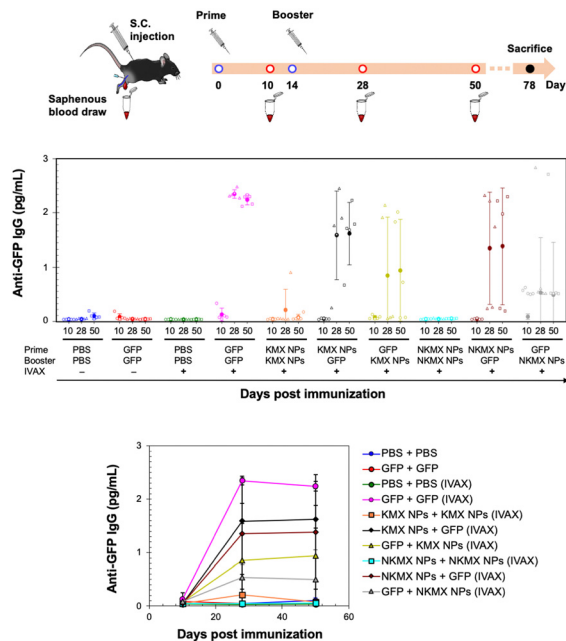 S.C.
injection
Prime
Booster
Sacrifice
Saphenous
blood draw
0 10 14 28 50 78 Day
Anti-GFP IgG (pg/mL)
3
2
1
0
10 28 50 10 28 50 10 28 50 10 28 50 10 28 50 10 28 50 10 28 50 10 28 50 10 28 50 10 28 50
Prime PBS GFP PBS GFP KMX NPs KMX NPs GFP NKMX NPs NKMX NPs GFP
Booster PBS GFP PBS GFP KMX NPs GFP KMX NPs NKMX NPs GFP NKMX NPs
IVAX – – + + + + + + + +
Days post immunization
Anti-GFP IgG (pg/mL)
3
2
1
0
0 20 40 60
Days post immunization
PBS + PBS
GFP + GFP
PBS + PBS (IVAX)
GFP + GFP (IVAX)
KMX NPs + KMX NPs (IVAX)
KMX NPs + GFP (IVAX)
GFP + KMX NPs (IVAX)
NKMX NPs + NKMX NPs (IVAX)
NKMX NPs + GFP (IVAX)
GFP + NKMX NPs (IVAX)